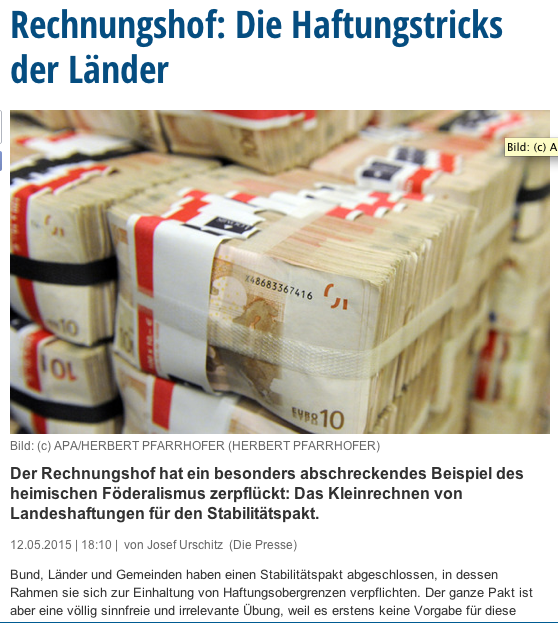 Rechnungshof: Die Haftungstricks
der Länder
Bild: (c) A
X48683367416
10
10
10
EYPO 10
Bild: (c) APA/HERBERT PFARRHOFER (HERBERT PFARRHOFER)
Der Rechnungshof hat ein besonders abschreckendes Beispiel des
heimischen Föderalismus zerpflückt: Das Kleinrechnen von
Landeshaftungen für den Stabilitätspakt.
12.05.2015 | 18:10 | von Josef Urschitz (Die Presse)
Bund, Länder und Gemeinden haben einen Stabilitätspakt abgeschlossen, in dessen
Rahmen sie sich zur Einhaltung von Haftungsobergrenzen verpflichten. Der ganze Pakt ist
aber eine völlig sinnfreie und irrelevante Übung, weil es erstens keine Vorgabe für diese